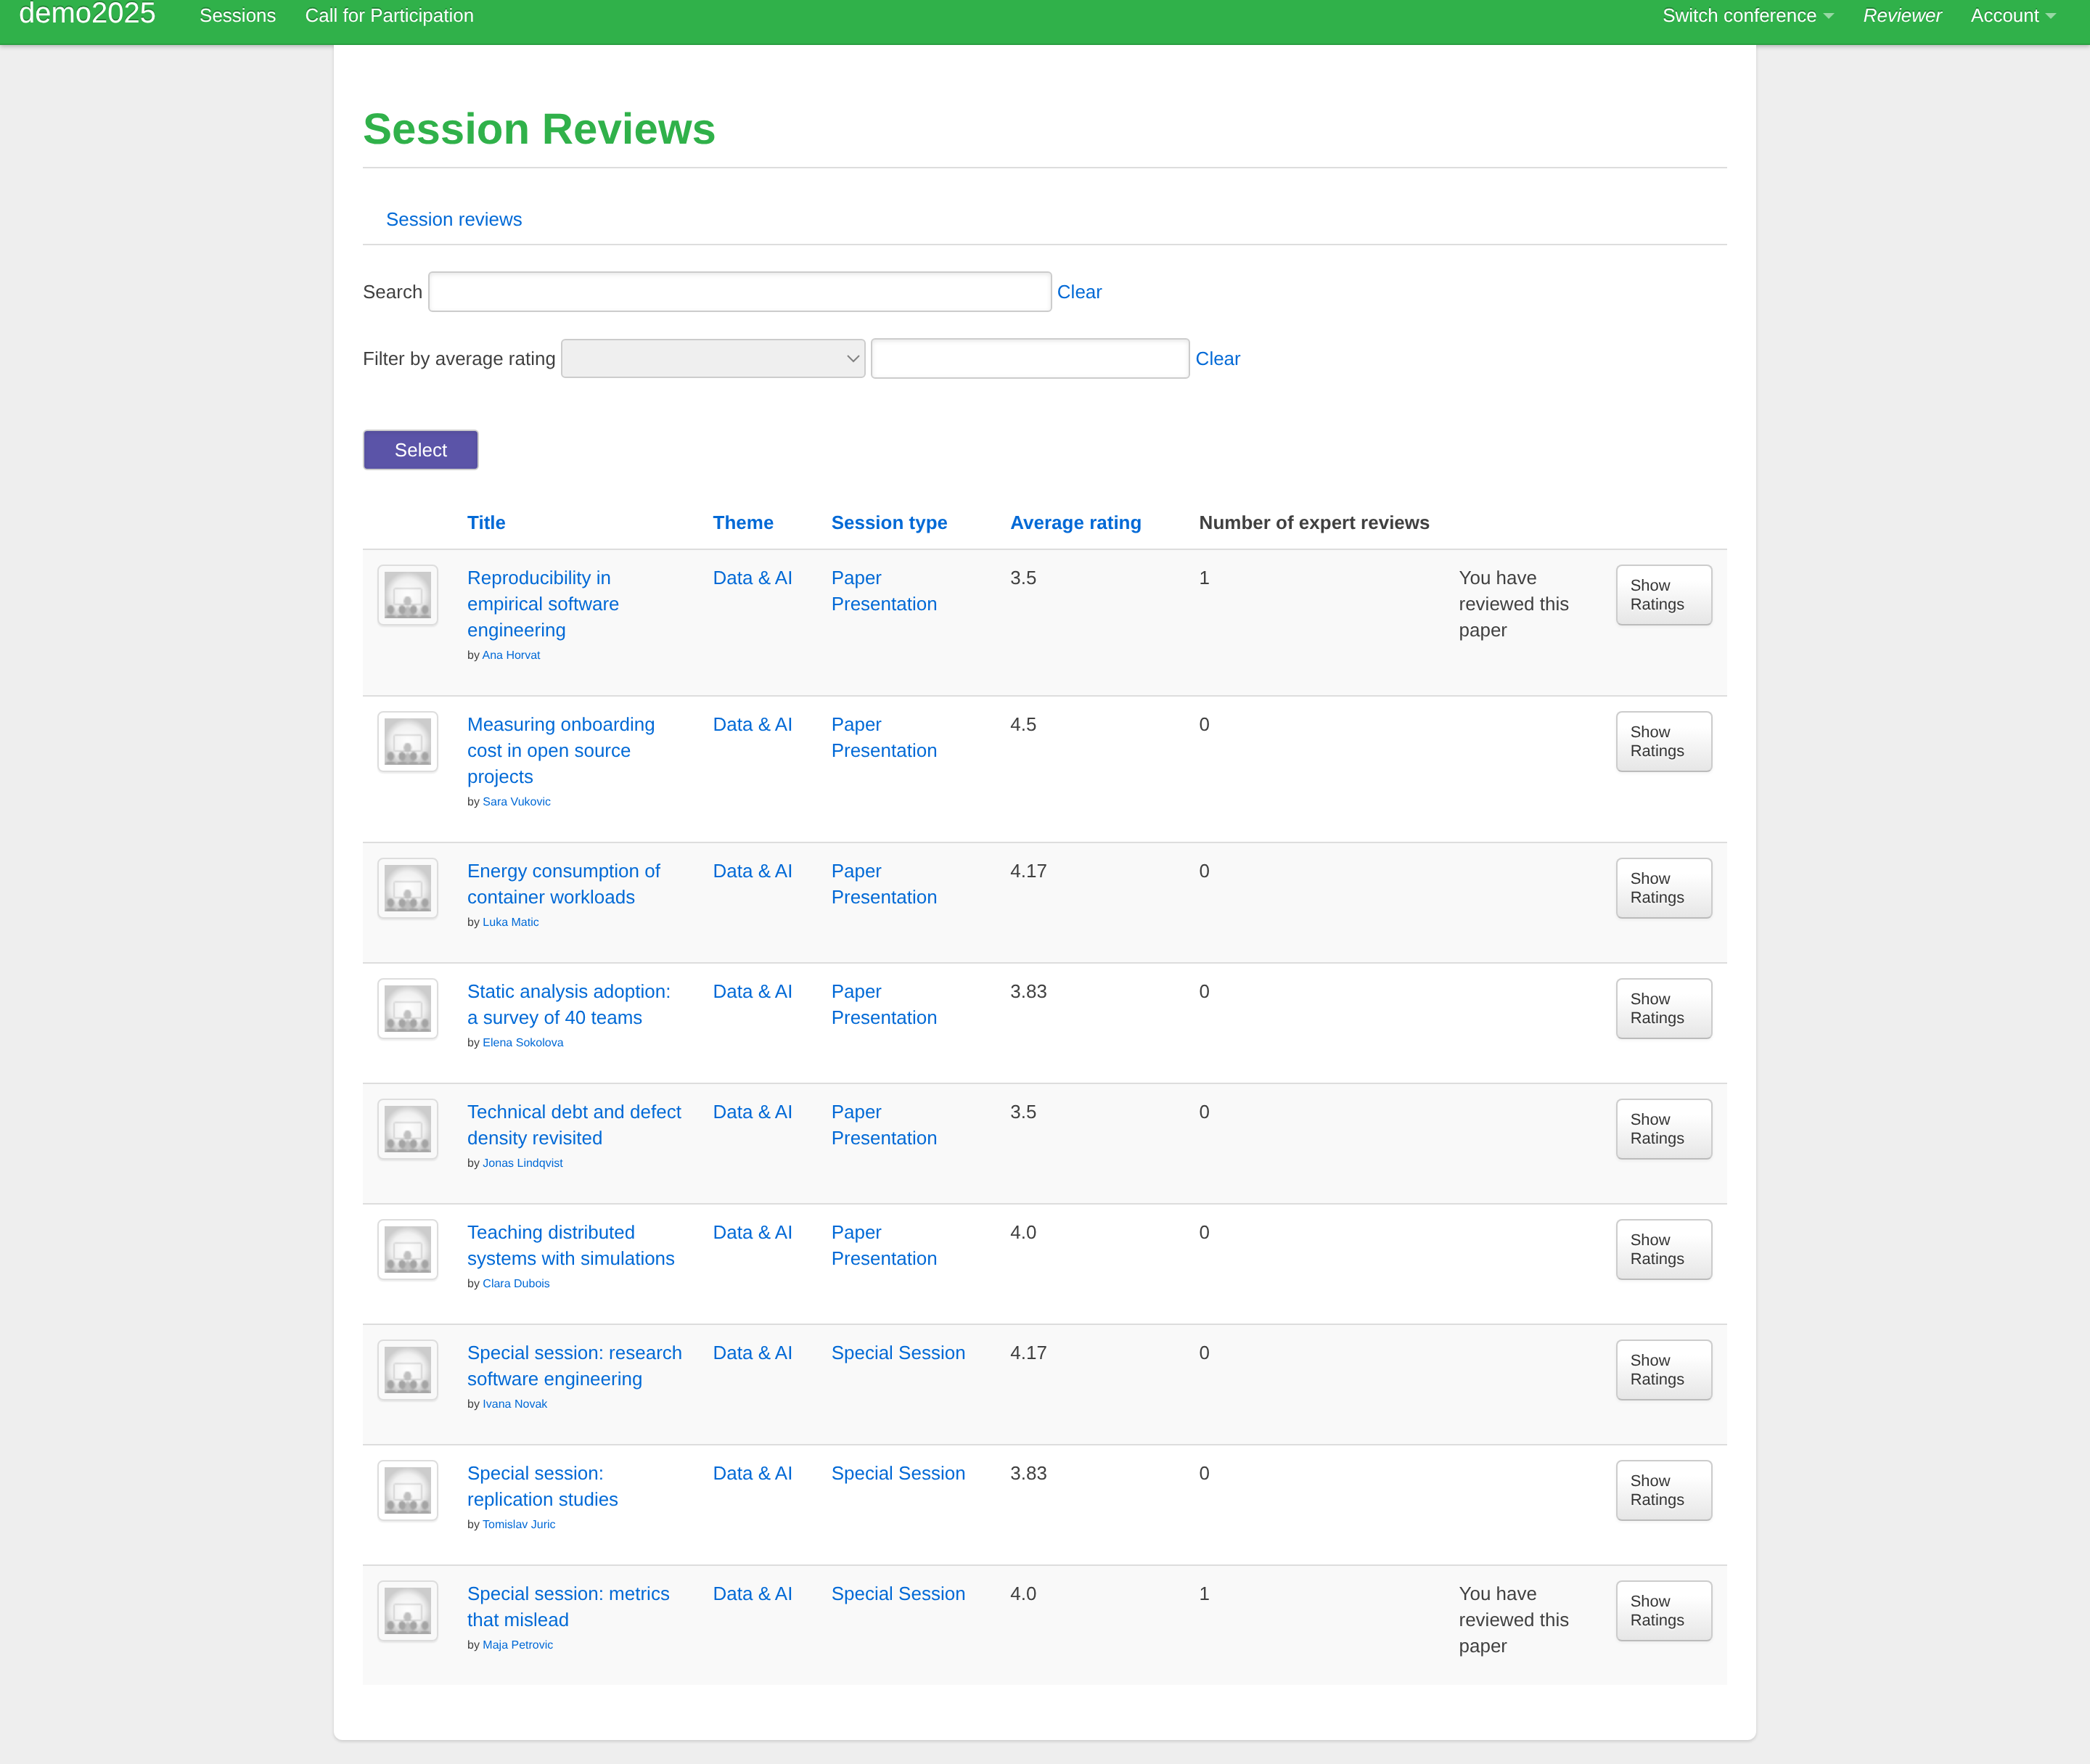 demo2025 Sessions Call for Participation Switch conference Reviewer Account
Session Reviews
Session reviews
Search Clear
Filter by average rating Clear
Select
Title Theme Session type Average rating Number of expert reviews
Reproducibility in Data & AI Paper 3.5 1 You have Show
empirical software Presentation reviewed this Ratings
engineering paper
by Ana Horvat
Measuring onboarding Data & AI Paper 4.5 0 Show
cost in open source Presentation Ratings
projects
by Sara Vukovic
Energy consumption of Data & AI Paper 4.17 0 Show
container workloads Presentation Ratings
by Luka Matic
Static analysis adoption: Data & AI Paper 3.83 0 Show
a survey of 40 teams Presentation Ratings
by Elena Sokolova
Technical debt and defect Data & AI Paper 3.5 0 Show
density revisited Presentation Ratings
by Jonas Lindqvist
Teaching distributed Data & AI Paper 4.0 0 Show
systems with simulations Presentation Ratings
by Clara Dubois
Special session: research Data & AI Special Session 4.17 0 Show
software engineering Ratings
by Ivana Novak
Special session: Data & AI Special Session 3.83 0 Show
replication studies Ratings
by Tomislav Juric
Special session: metrics Data & AI Special Session 4.0 1 You have Show
that mislead reviewed this Ratings
by Maja Petrovic paper